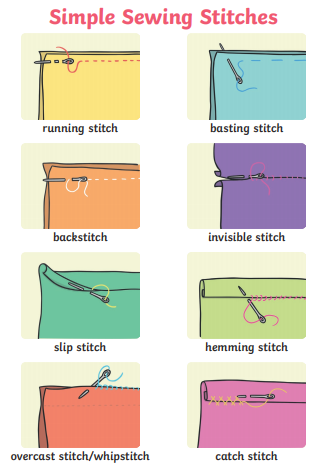 Simple Sewing Stitches
running stitch
basting stitch
backstitch
invisible stitch
slip stitch
hemming stitch
overcast stitch/whipstitch
catch stitch